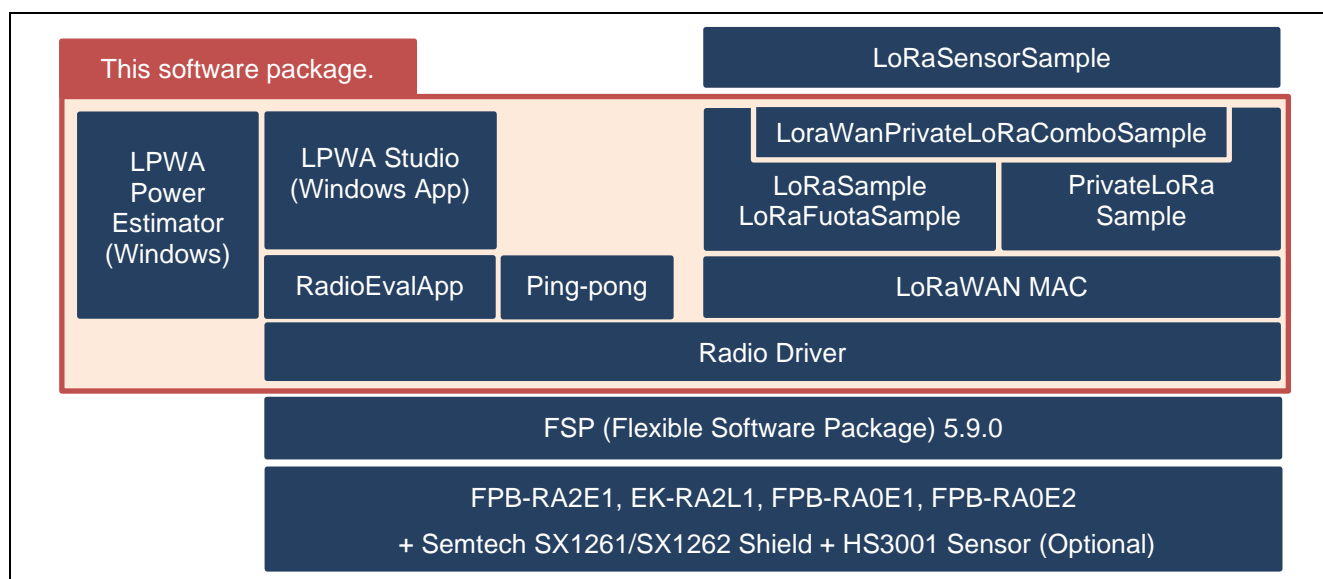 This software package.
LoRaSensorSample
LPWA
Power
Estimator
(Windows)
LPWA Studio
(Windows App)
LoraWanPrivateLoRaComboSample
LoRaSample
LoRaFuotaSample
PrivateLoRa
Sample
RadioEvalApp
Ping-pong
LoRaWAN MAC
Radio Driver
FSP (Flexible Software Package) 5.9.0
FPB-RA2E1, EK-RA2L1, FPB-RA0E1, FPB-RA0E2
+ Semtech SX1261/SX1262 Shield + HS3001 Sensor (Optional)